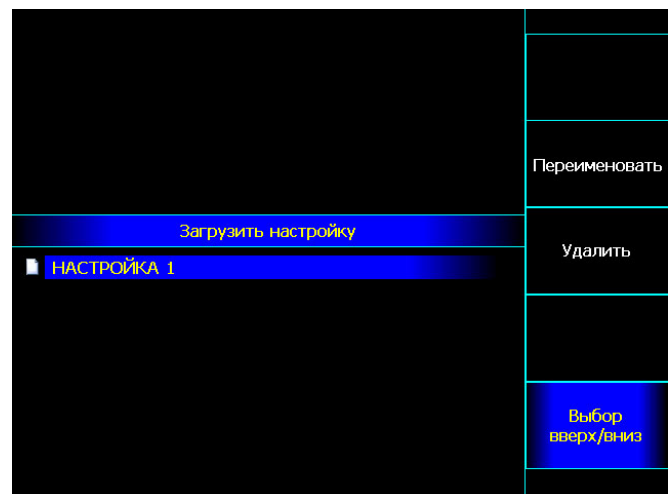 Переименовать
Загрузить настройку
Удалить
НАСТРОЙКА 1
Выбор
вверх/вниз